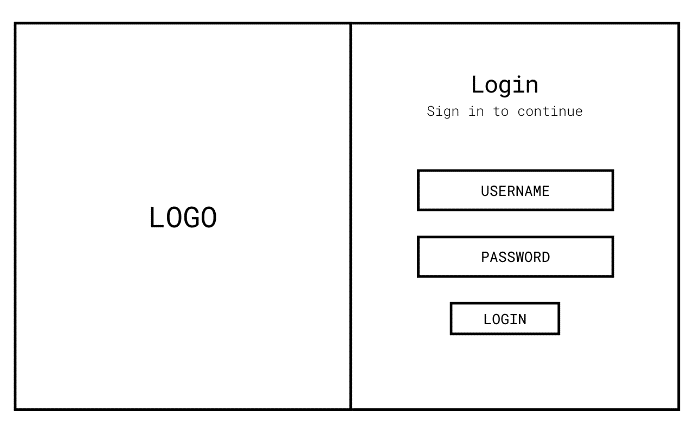 LOGO
Login
Sign in to continue
USERNAME
PASSWORD
LOGIN